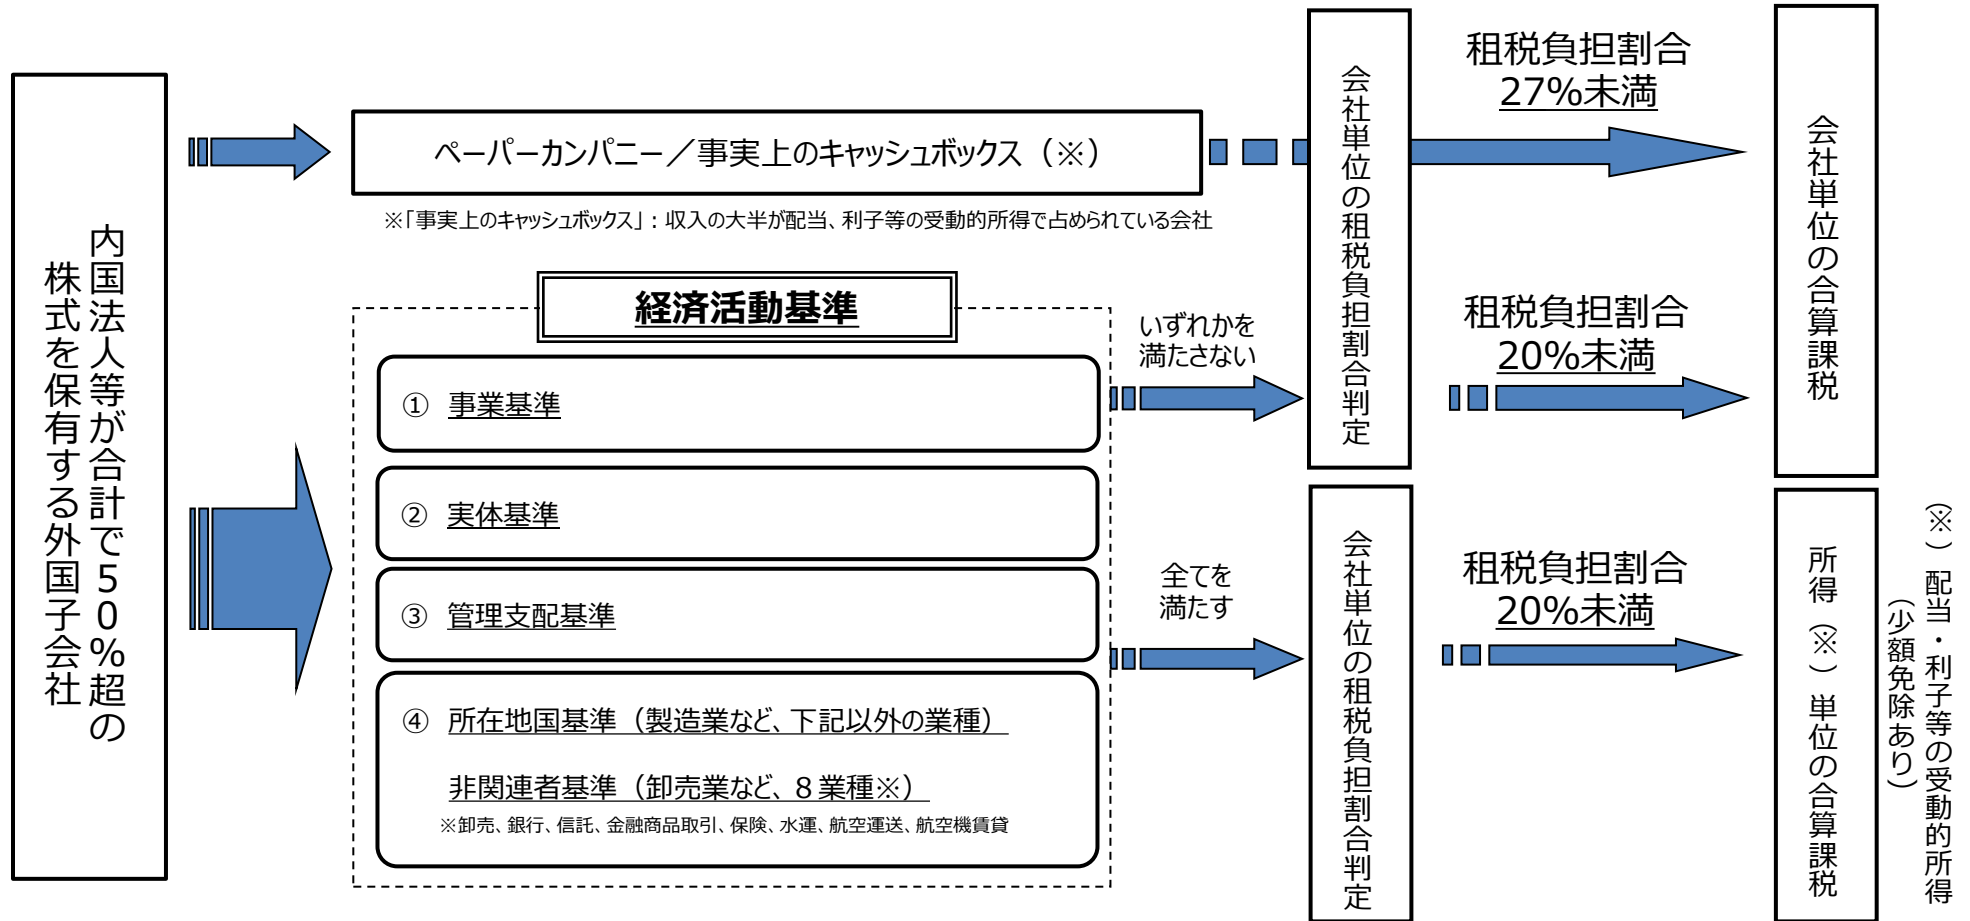 内国法人等が合計で50%超の
株式を保有する外国子会社
ペーパーカンパニー／事実上のキャッシュボックス（※）
※「事実上のキャッシュボックス」：収入の大半が配当、利子等の受動的所得で占められている会社
経済活動基準
① 事業基準
② 実体基準
③ 管理支配基準
④ 所在地国基準（製造業など、下記以外の業種）
非関連者基準（卸売業など、８業種※）
※卸売、銀行、信託、金融商品取引、保険、水運、航空運送、航空機賃貸
いずれかを
満たさない
全てを
満たす
会社単位の租税負担割合判定
会社単位の租税負担割合判定
租税負担割合
27%未満
租税負担割合
20%未満
租税負担割合
20%未満
会社単位の合算課税
所得（※）単位の合算課税
（※）配当・利子等の受動的所得
（少額免除あり）